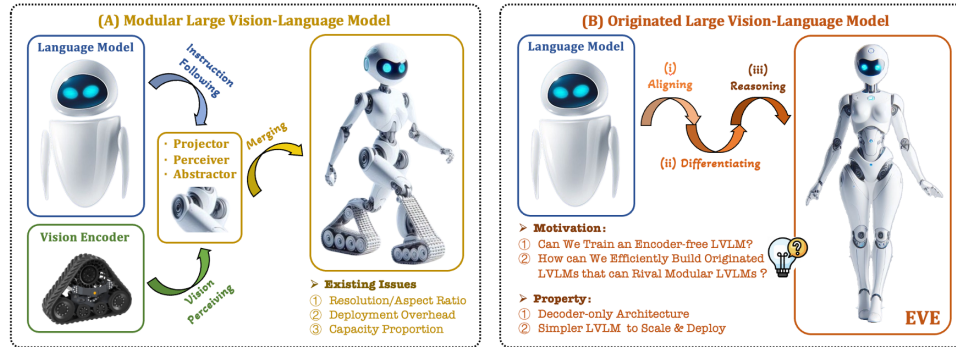 (A) Modular Large Vision-Language Model
Language Model
Instruction
Following
· Projector
· Perceiver
· Abstractor
Merging
Vision Encoder
Vision
Perceiving
➢ Existing Issues
① Resolution/Aspect Ratio
② Deployment Overhead
③ Capacity Proportion
(B) Originated Large Vision-Language Model
Language Model
(i)
Aligning
(iii)
Reasoning
(ii) Differentiating
➢ Motivation:
① Can We Train an Encoder-free LVLM?
② How can We Efficiently Build Originated
LVLMs that can Rival Modular LVLMs ?
➢ Property:
① Decoder-only Architecture
② Simpler LVLM to Scale & Deploy
EVE